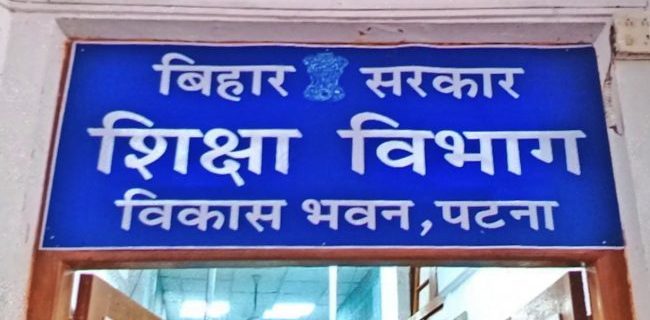 बिहार सरकार
शिक्षा विभाग
विकास भवन, पटना